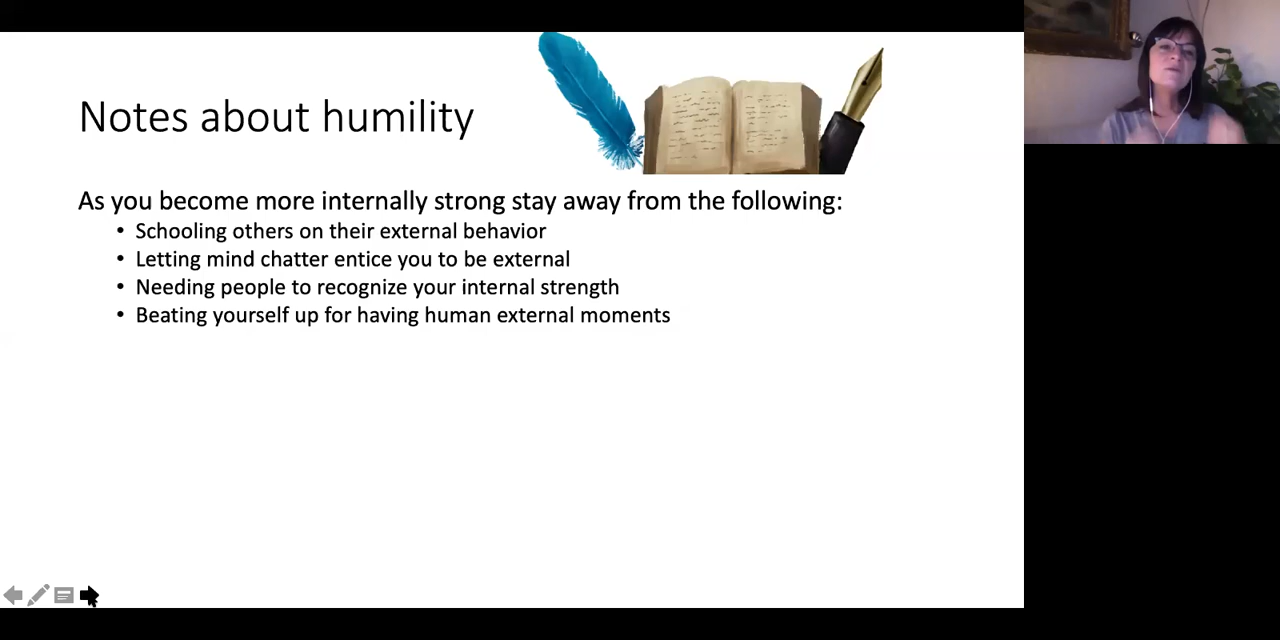 Notes about humility
As you become more internally strong stay away from the following:
• Schooling others on their external behavior
• Letting mind chatter entice you to be external
• Needing people to recognize your internal strength
• Beating yourself up for having human external moments